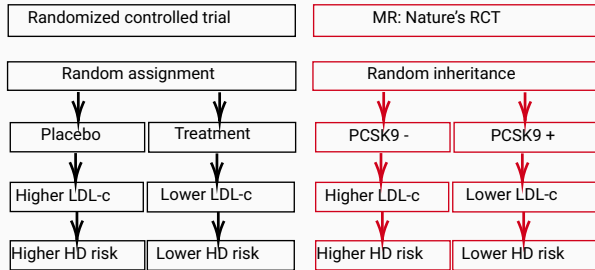 Randomized controlled trial
MR: Nature's RCT
Random assignment
Random inheritance
Placebo
Treatment
PCSK9 -
PCSK9 +
Higher LDL-c
Lower LDL-c
Higher LDL-c
Lower LDL-c
Higher HD risk
Lower HD risk
Higher HD risk
Lower HD risk